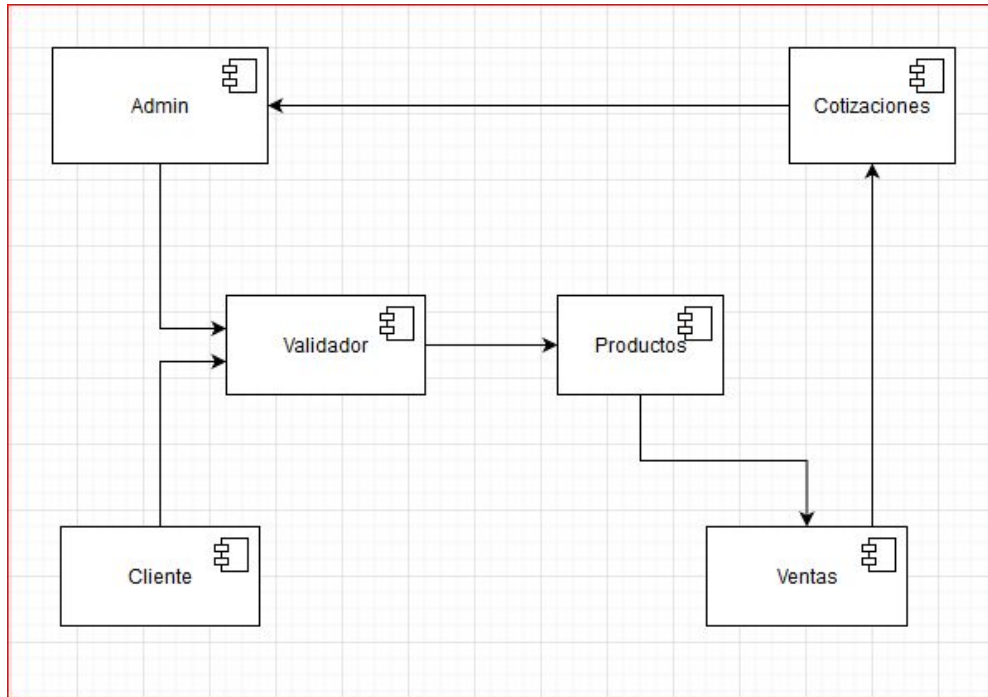 Admin
Cotizaciones
Validador
Productos
Cliente
Ventas